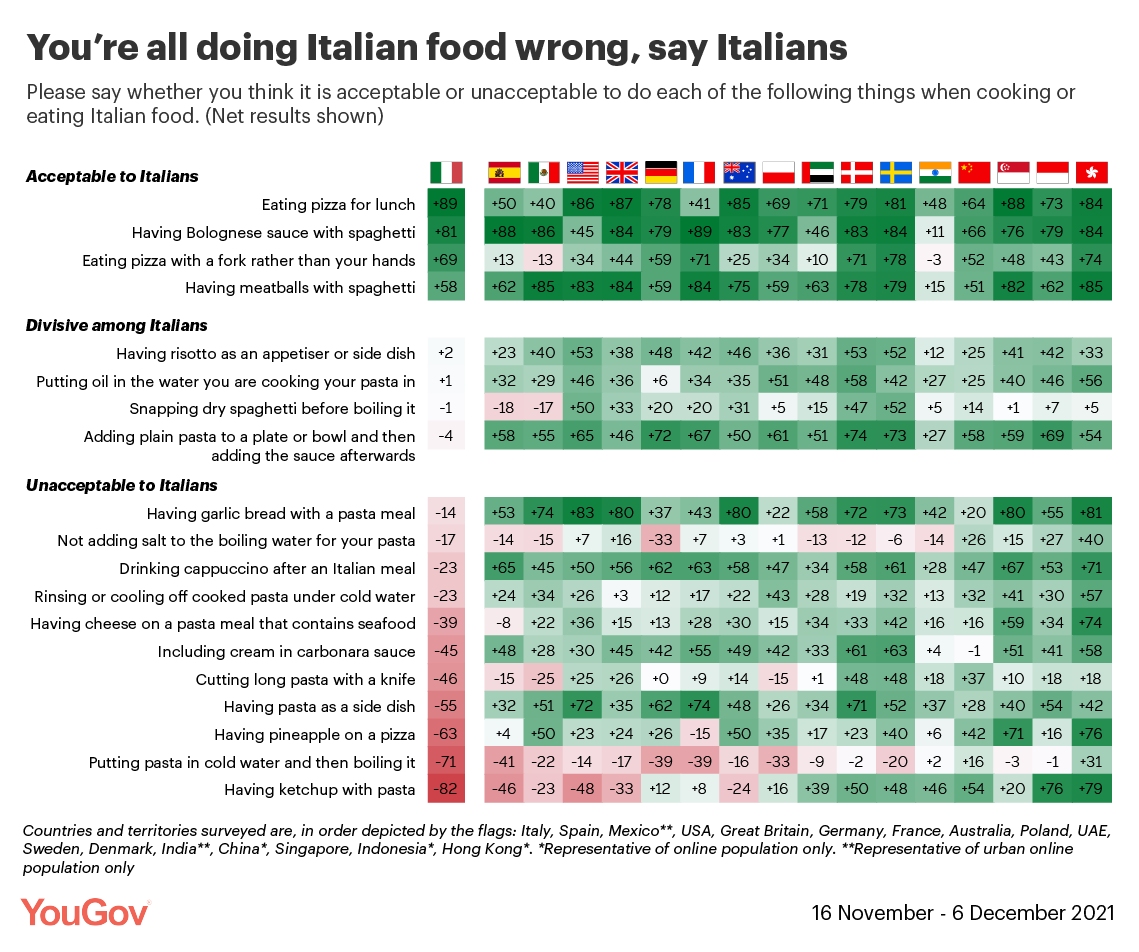 You're all doing Italian food wrong, say Italians
Please say whether you think it is acceptable or unacceptable to do each of the following things when cooking or
eating Italian food. (Net results shown)
Acceptable to Italians
Eating pizza for lunch +89 +50 +40 +86 +87 +78 +41 +85 +69 +71 +79 +81 +48 +64 +88 +73 +84
Having Bolognese sauce with spaghetti +81 +88 +86 +45 +84 +79 +89 +83 +77 +46 +83 +84 +11 +66 +76 +79 +84
Eating pizza with a fork rather than your hands +69 +13 -13 +34 +44 +59 +71 +25 +34 +10 +71 +78 -3 +52 +48 +43 +74
Having meatballs with spaghetti +58 +62 +85 +83 +84 +59 +84 +75 +59 +63 +78 +79 +15 +51 +82 +62 +85
Divisive among Italians
Having risotto as an appetiser or side dish +2 +23 +40 +53 +38 +48 +42 +46 +36 +31 +53 +52 +12 +25 +41 +42 +33
Putting oil in the water you are cooking your pasta in +1 +32 +29 +46 +36 +6 +34 +35 +51 +48 +58 +42 +27 +25 +40 +46 +56
Snapping dry spaghetti before boiling it -1 -18 -17 +50 +33 +20 +20 +31 +5 +15 +47 +52 +5 +14 +1 +7 +5
Adding plain pasta to a plate or bowl and then -4 +58 +55 +65 +46 +72 +67 +50 +61 +51 +74 +73 +27 +58 +59 +69 +54
adding the sauce afterwards
Unacceptable to Italians
Having garlic bread with a pasta meal -14 +53 +74 +83 +80 +37 +43 +80 +22 +58 +72 +73 +42 +20 +80 +55 +81
Not adding salt to the boiling water for your pasta -17 -14 -15 +7 +16 -33 +7 +3 +1 -13 -12 -6 -14 +26 +15 +27 +40
Drinking cappuccino after an Italian meal -23 +65 +45 +50 +56 +62 +63 +58 +47 +34 +58 +61 +28 +47 +67 +53 +71
Rinsing or cooling off cooked pasta under cold water -23 +24 +34 +26 +3 +12 +17 +22 +43 +28 +19 +32 +13 +32 +41 +30 +57
Having cheese on a pasta meal that contains seafood -39 -8 +22 +36 +15 +13 +28 +30 +15 +34 +33 +42 +16 +16 +59 +34 +74
Including cream in carbonara sauce -45 +48 +28 +30 +45 +42 +55 +49 +42 +33 +61 +63 +4 -1 +51 +41 +58
Cutting long pasta with a knife -46 -15 -25 +25 +26 +0 +9 +14 -15 +1 +48 +48 +18 +37 +10 +18 +18
Having pasta as a side dish -55 +32 +51 +72 +35 +62 +74 +48 +26 +34 +71 +52 +37 +28 +40 +54 +42
Having pineapple on a pizza -63 +4 +50 +23 +24 +26 -15 +50 +35 +17 +23 +40 +6 +42 +71 +16 +76
Putting pasta in cold water and then boiling it -71 -41 -22 -14 -17 -39 -39 -16 -33 -9 -2 -20 +2 +16 -3 -1 +31
Having ketchup with pasta -82 -46 -23 -48 -33 +12 +8 -24 +16 +39 +50 +48 +46 +54 +20 +76 +79
Countries and territories surveyed are, in order depicted by the flags: Italy, Spain, Mexico**, USA, Great Britain, Germany, France, Australia, Poland, UAE,
Sweden, Denmark, India**, China*, Singapore, Indonesia*, Hong Kong*. *Representative of online population only. **Representative of urban online
population only
YouGov
16 November - 6 December 2021